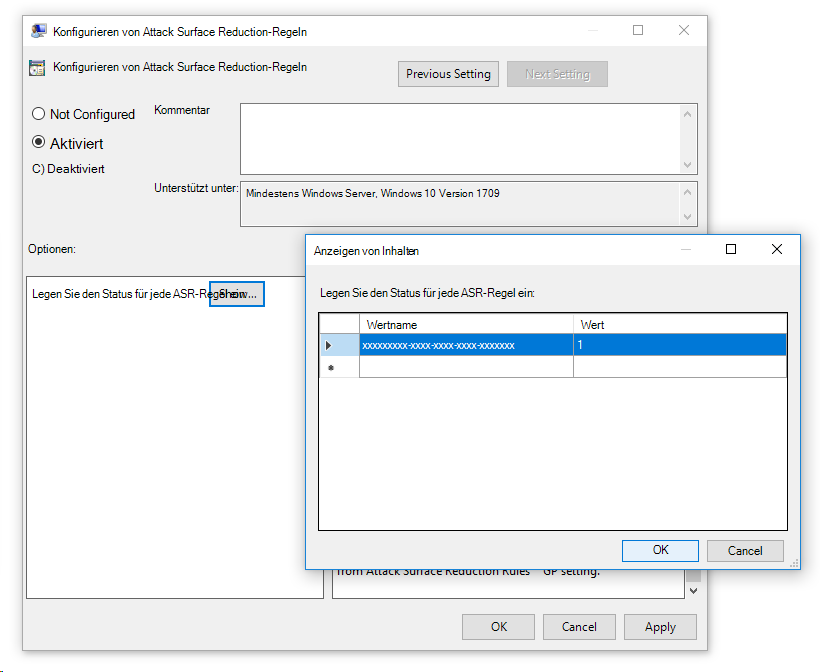 Konfigurieren von Attack Surface Reduction-Regeln
Konfigurieren von Attack Surface Reduction-Regeln
Previous Setting
Next Setting
Not Configured
Kommentar
Aktiviert
C) Deaktiviert
Unterstützt unter:
Mindestens Windows Server, Windows 10 Version 1709
Optionen:
Legen Sie den Status für jede ASR-Regel ein:
Show...
Anzeigen von Inhalten
Legen Sie den Status für jede ASR-Regel ein:
Wertname Wert
xxxxxxxxx-xxxx-xxxx-xxxx-xxxxxxx 1
OK Cancel
from Attack Surface Reduction Rules" GP setting.
OK Cancel Apply